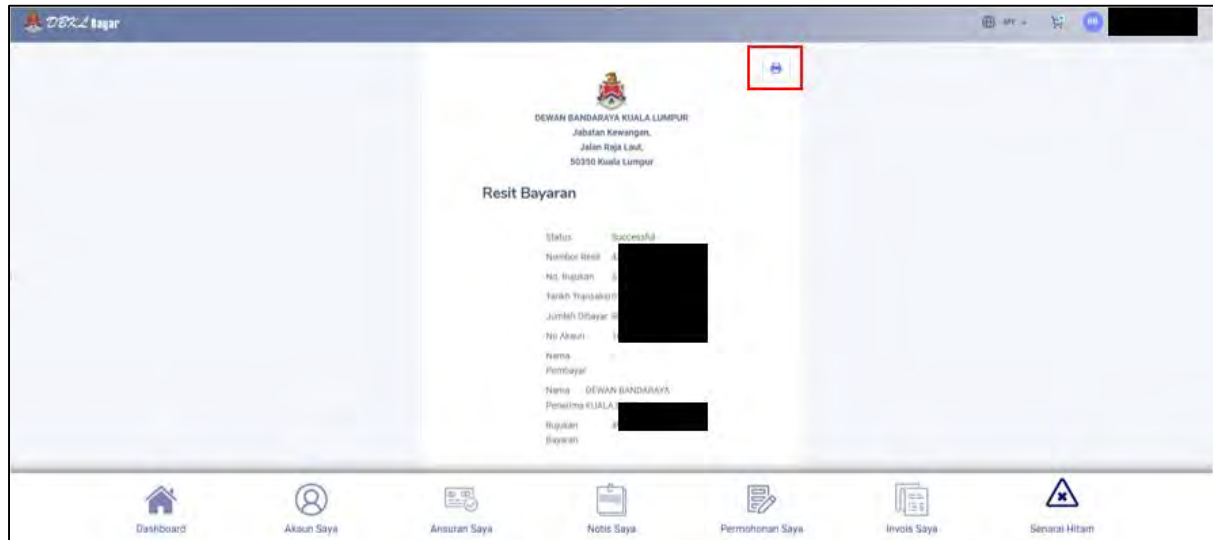 DBKL Bayar
DEWAN BANDARAYA KUALA LUMPUR
Jabatan Kewangan,
Jalan Raja Laut,
50350 Kuala Lumpur
Resit Bayaran
Status Successful
Nombor Resit
No. Rujukan
Tarikh Transaksi
Jumlah Dibayar
No Akaun
Nama
Pembayar
Nama DEWAN BANDARAYA
Penerima KUALA
Rujukan
Bayaran
Dashboard Akaun Saya Ansuran Saya Notis Saya Permohonan Saya Invois Saya Senarai Hitam